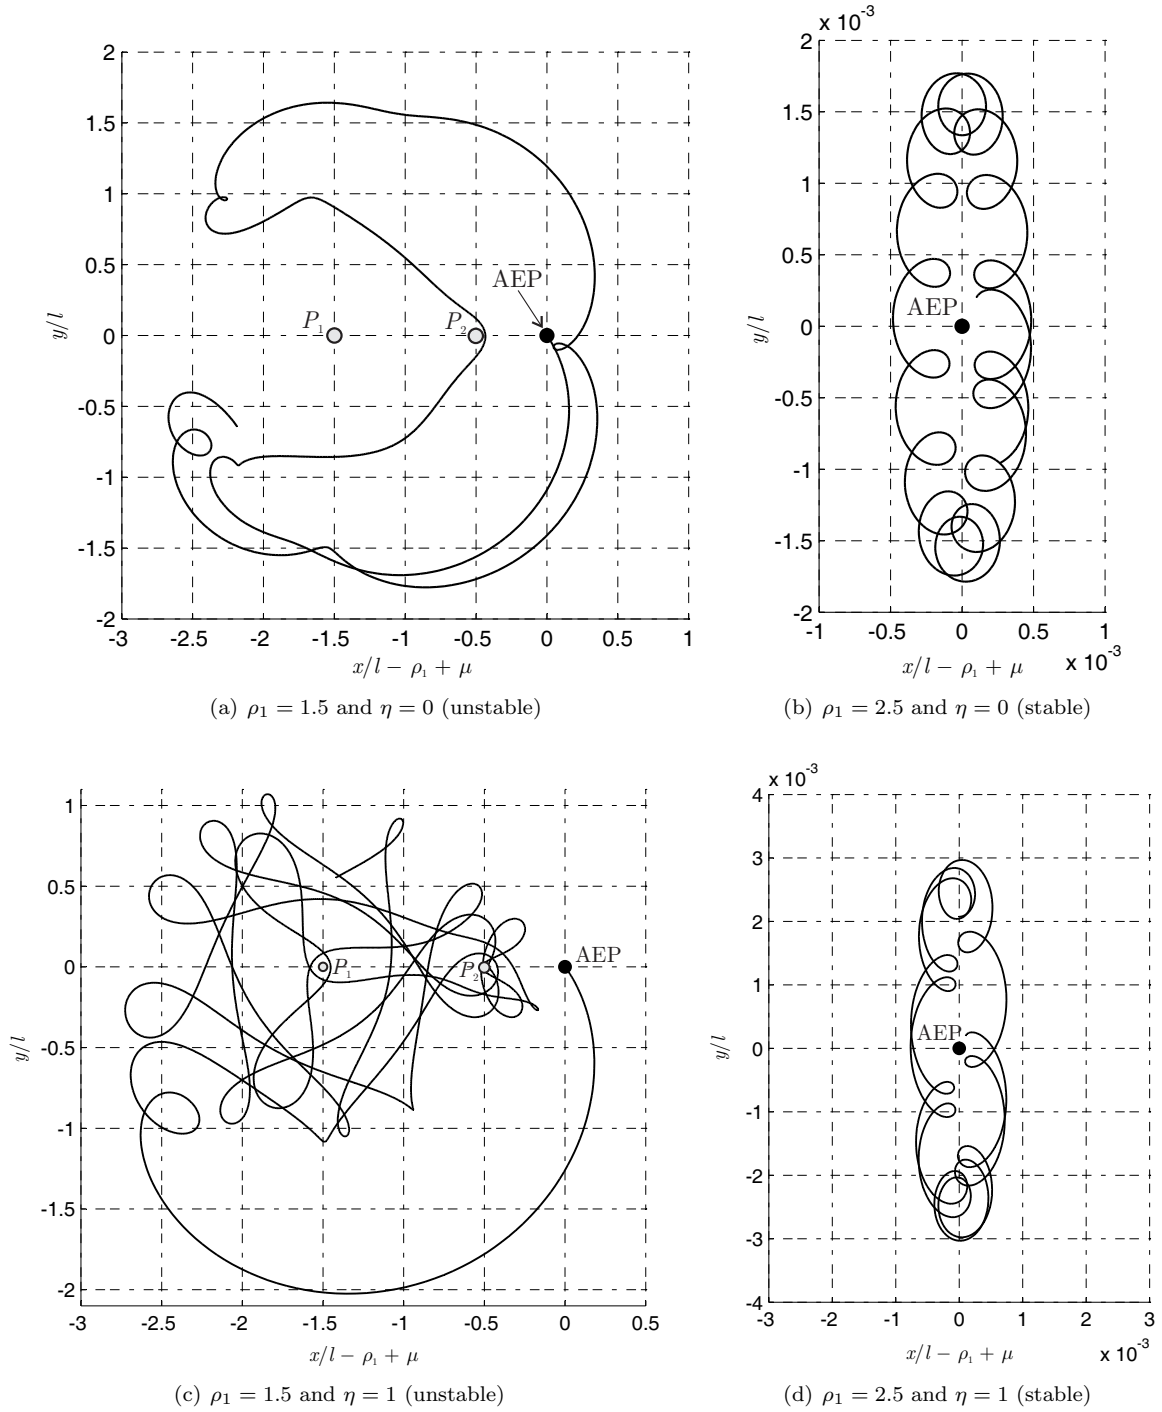 2
1.5
1
0.5
0
-0.5
-1
-1.5
-2
y/l
P₁
P₂
AEP
-3 -2.5 -2 -1.5 -1 -0.5 0 0.5 1
x/l − ρ₁ + μ
(a) ρ₁ = 1.5 and η = 0 (unstable)
x 10⁻³
2
1.5
1
0.5
0
-0.5
-1
-1.5
-2
y/l
AEP
-1 -0.5 0 0.5 1
x/l − ρ₁ + μ x 10⁻³
(b) ρ₁ = 2.5 and η = 0 (stable)
1
0.5
0
-0.5
-1
-1.5
-2
y/l
P₁
P₂
AEP
-3 -2.5 -2 -1.5 -1 -0.5 0 0.5
x/l − ρ₁ + μ
(c) ρ₁ = 1.5 and η = 1 (unstable)
x 10⁻³
4
3
2
1
0
-1
-2
-3
-4
y/l
AEP
-3 -2 -1 0 1 2 3
x/l − ρ₁ + μ x 10⁻³
(d) ρ₁ = 2.5 and η = 1 (stable)